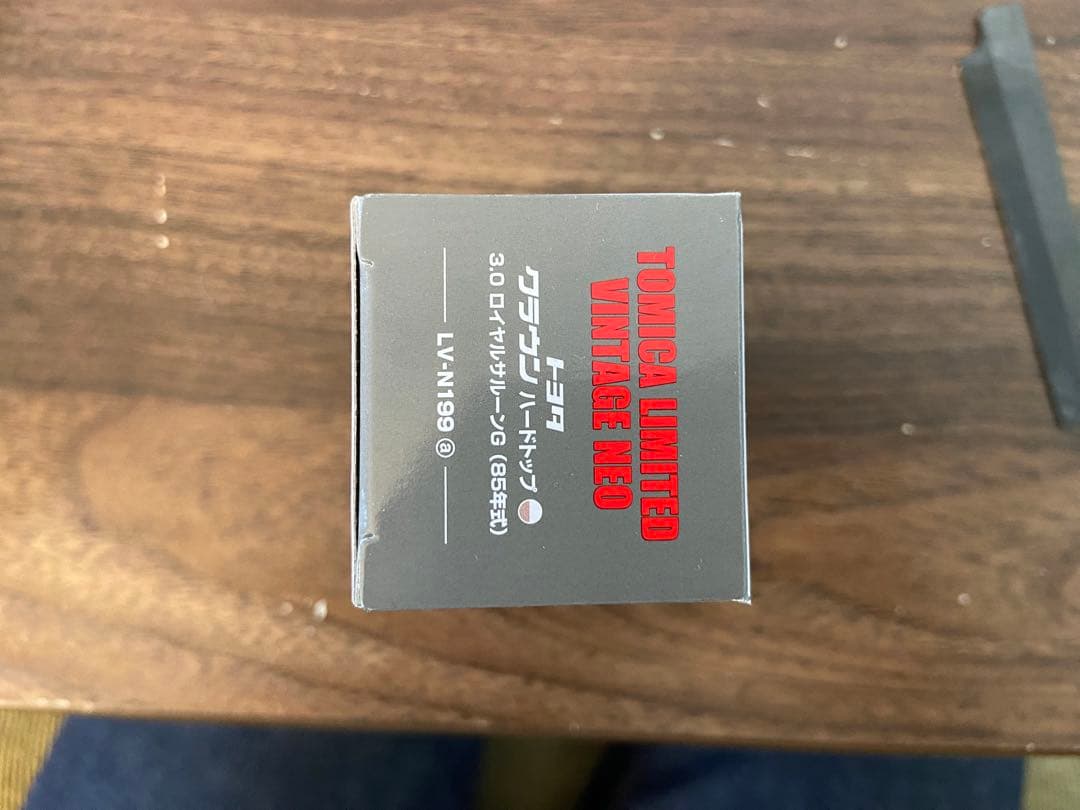 TOMICA LIMITED
VINTAGE NEO
トヨタ
クラウン ハードトップ
3.0 ロイヤルサルーンG（85年式）
LV-N199 ⓐ